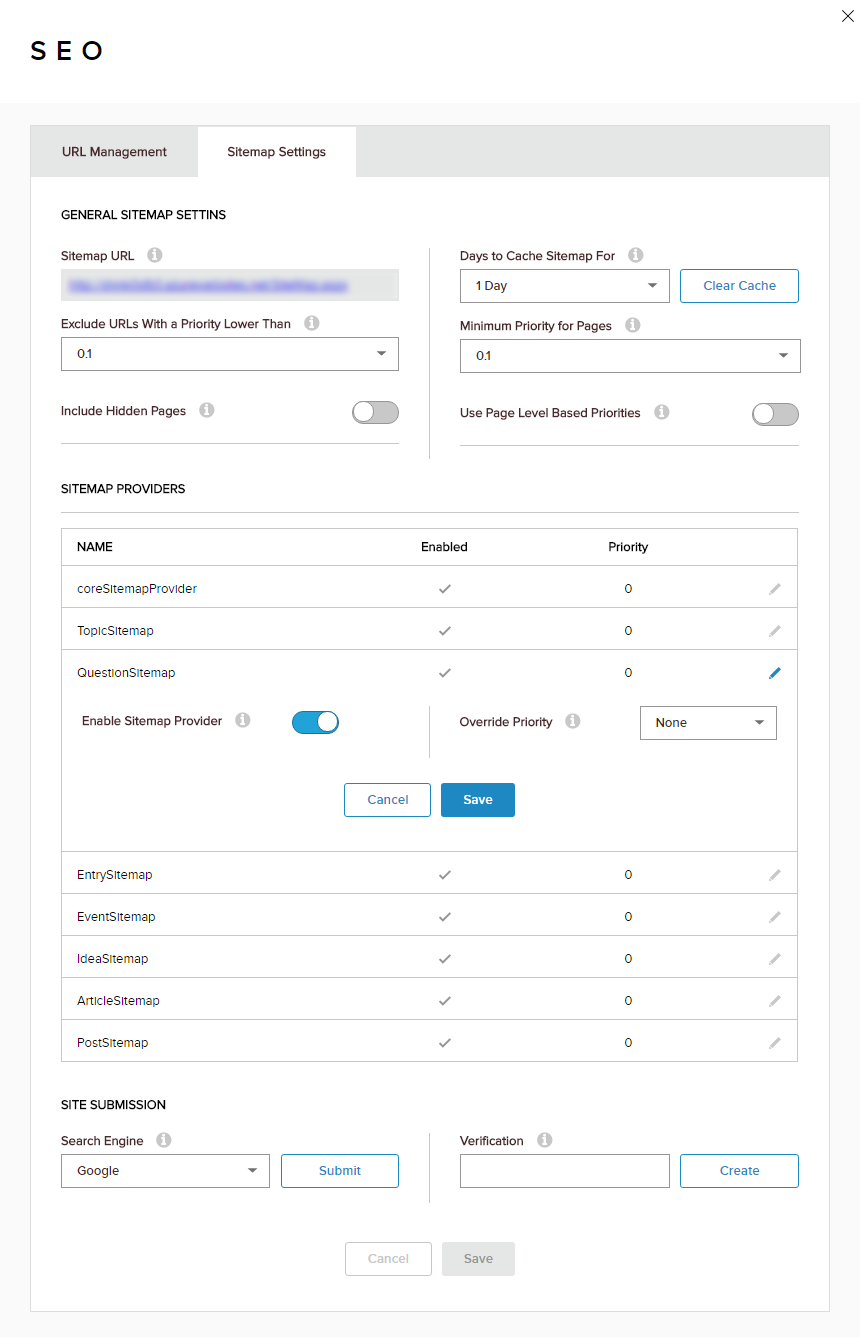 SEO
URL Management
Sitemap Settings
GENERAL SITEMAP SETTINS
Sitemap URL
Days to Cache Sitemap For
1 Day
Clear Cache
Exclude URLs With a Priority Lower Than
0.1
Minimum Priority for Pages
0.1
Include Hidden Pages
Use Page Level Based Priorities
SITEMAP PROVIDERS
NAME Enabled Priority
coreSitemapProvider 0
TopicSitemap 0
QuestionSitemap 0
Enable Sitemap Provider
Override Priority
None
Cancel Save
EntrySitemap 0
EventSitemap 0
IdeaSitemap 0
ArticleSitemap 0
PostSitemap 0
SITE SUBMISSION
Search Engine
Google
Submit
Verification
Create
Cancel Save